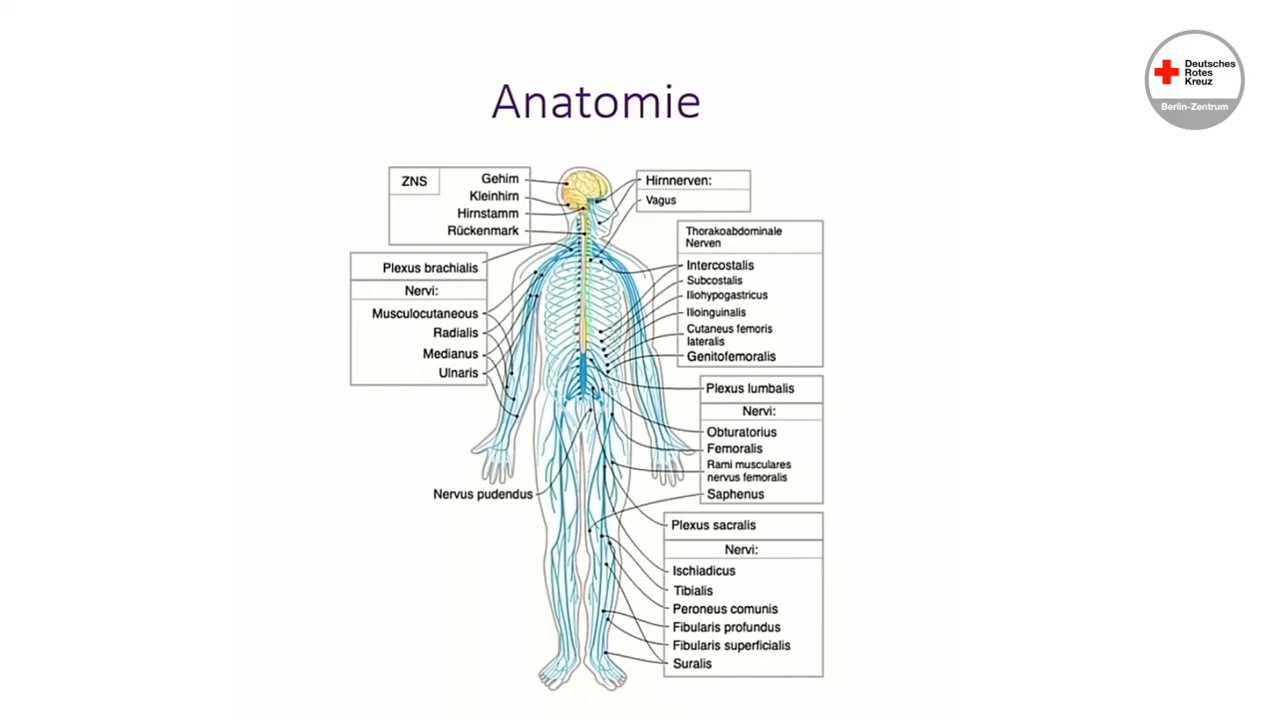 Deutsches
Rotes
Kreuz
Berlin-Zentrum
Anatomie
ZNS
Gehirn
Kleinhirn
Hirnstamm
Rückenmark
Hirnnerven:
Vagus
Plexus brachialis
Nervi:
Musculocutaneous
Radialis
Medianus
Ulnaris
Thorakoabdominale
Nerven
Intercostalis
Subcostalis
Iliohypogastricus
Ilioinguinalis
Cutaneus femoris
lateralis
Genitofemoralis
Plexus lumbalis
Nervi:
Obturatorius
Femoralis
Rami musculares
nervus femoralis
Saphenus
Nervus pudendus
Plexus sacralis
Nervi:
Ischiadicus
Tibialis
Peroneus comunis
Fibularis profundus
Fibularis superficialis
Suralis